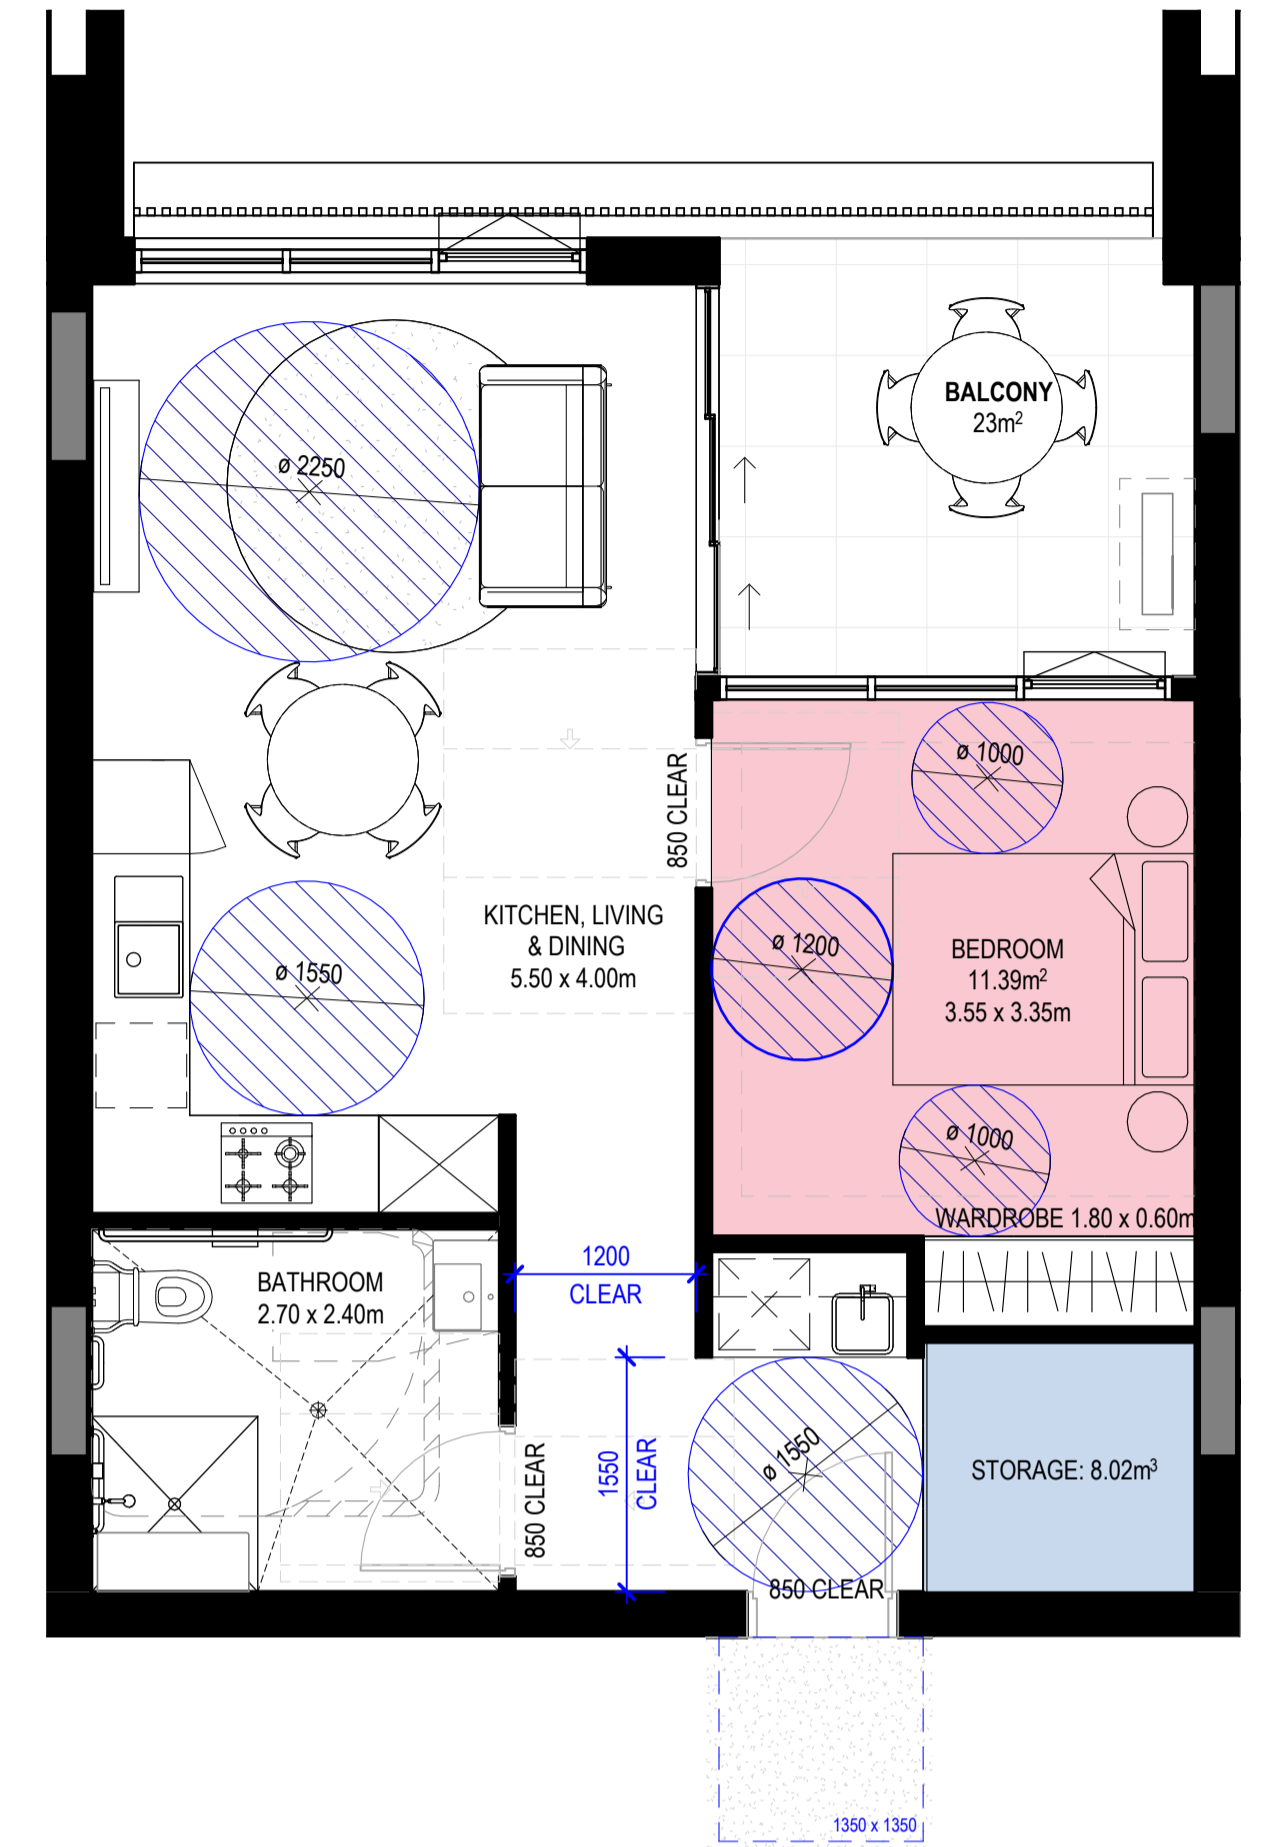 BALCONY
23m²
ø 2250
ø 1000
850 CLEAR
KITCHEN, LIVING
& DINING
5.50 x 4.00m
ø 1200
BEDROOM
11.39m²
3.55 x 3.35m
ø 1550
ø 1000
WARDROBE 1.80 x 0.60m
BATHROOM
2.70 x 2.40m
1200
CLEAR
1550
CLEAR
ø 1550
STORAGE: 8.02m³
850 CLEAR
850 CLEAR
1350 x 1350